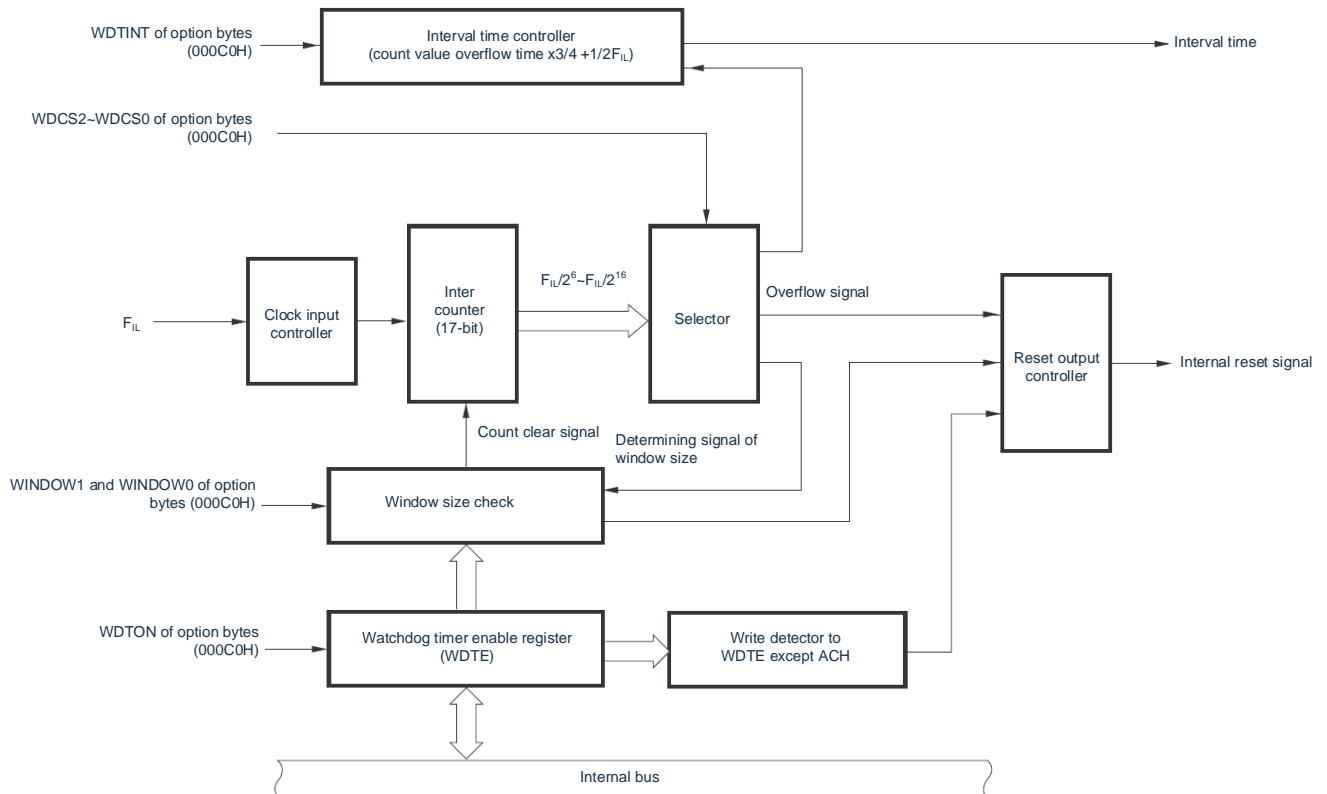 WDTINT of option bytes
(000C0H)
Interval time controller
(count value overflow time x3/4 +1/2FIL)
Interval time
WDCS2~WDCS0 of option bytes
(000C0H)
FIL
Clock input
controller
Inter
counter
(17-bit)
FIL/2^6~FIL/2^16
Selector
Overflow signal
Reset output
controller
Internal reset signal
Count clear signal
Determining signal of
window size
WINDOW1 and WINDOW0 of option
bytes (000C0H)
Window size check
WDTON of option bytes
(000C0H)
Watchdog timer enable register
(WDTE)
Write detector to
WDTE except ACH
Internal bus